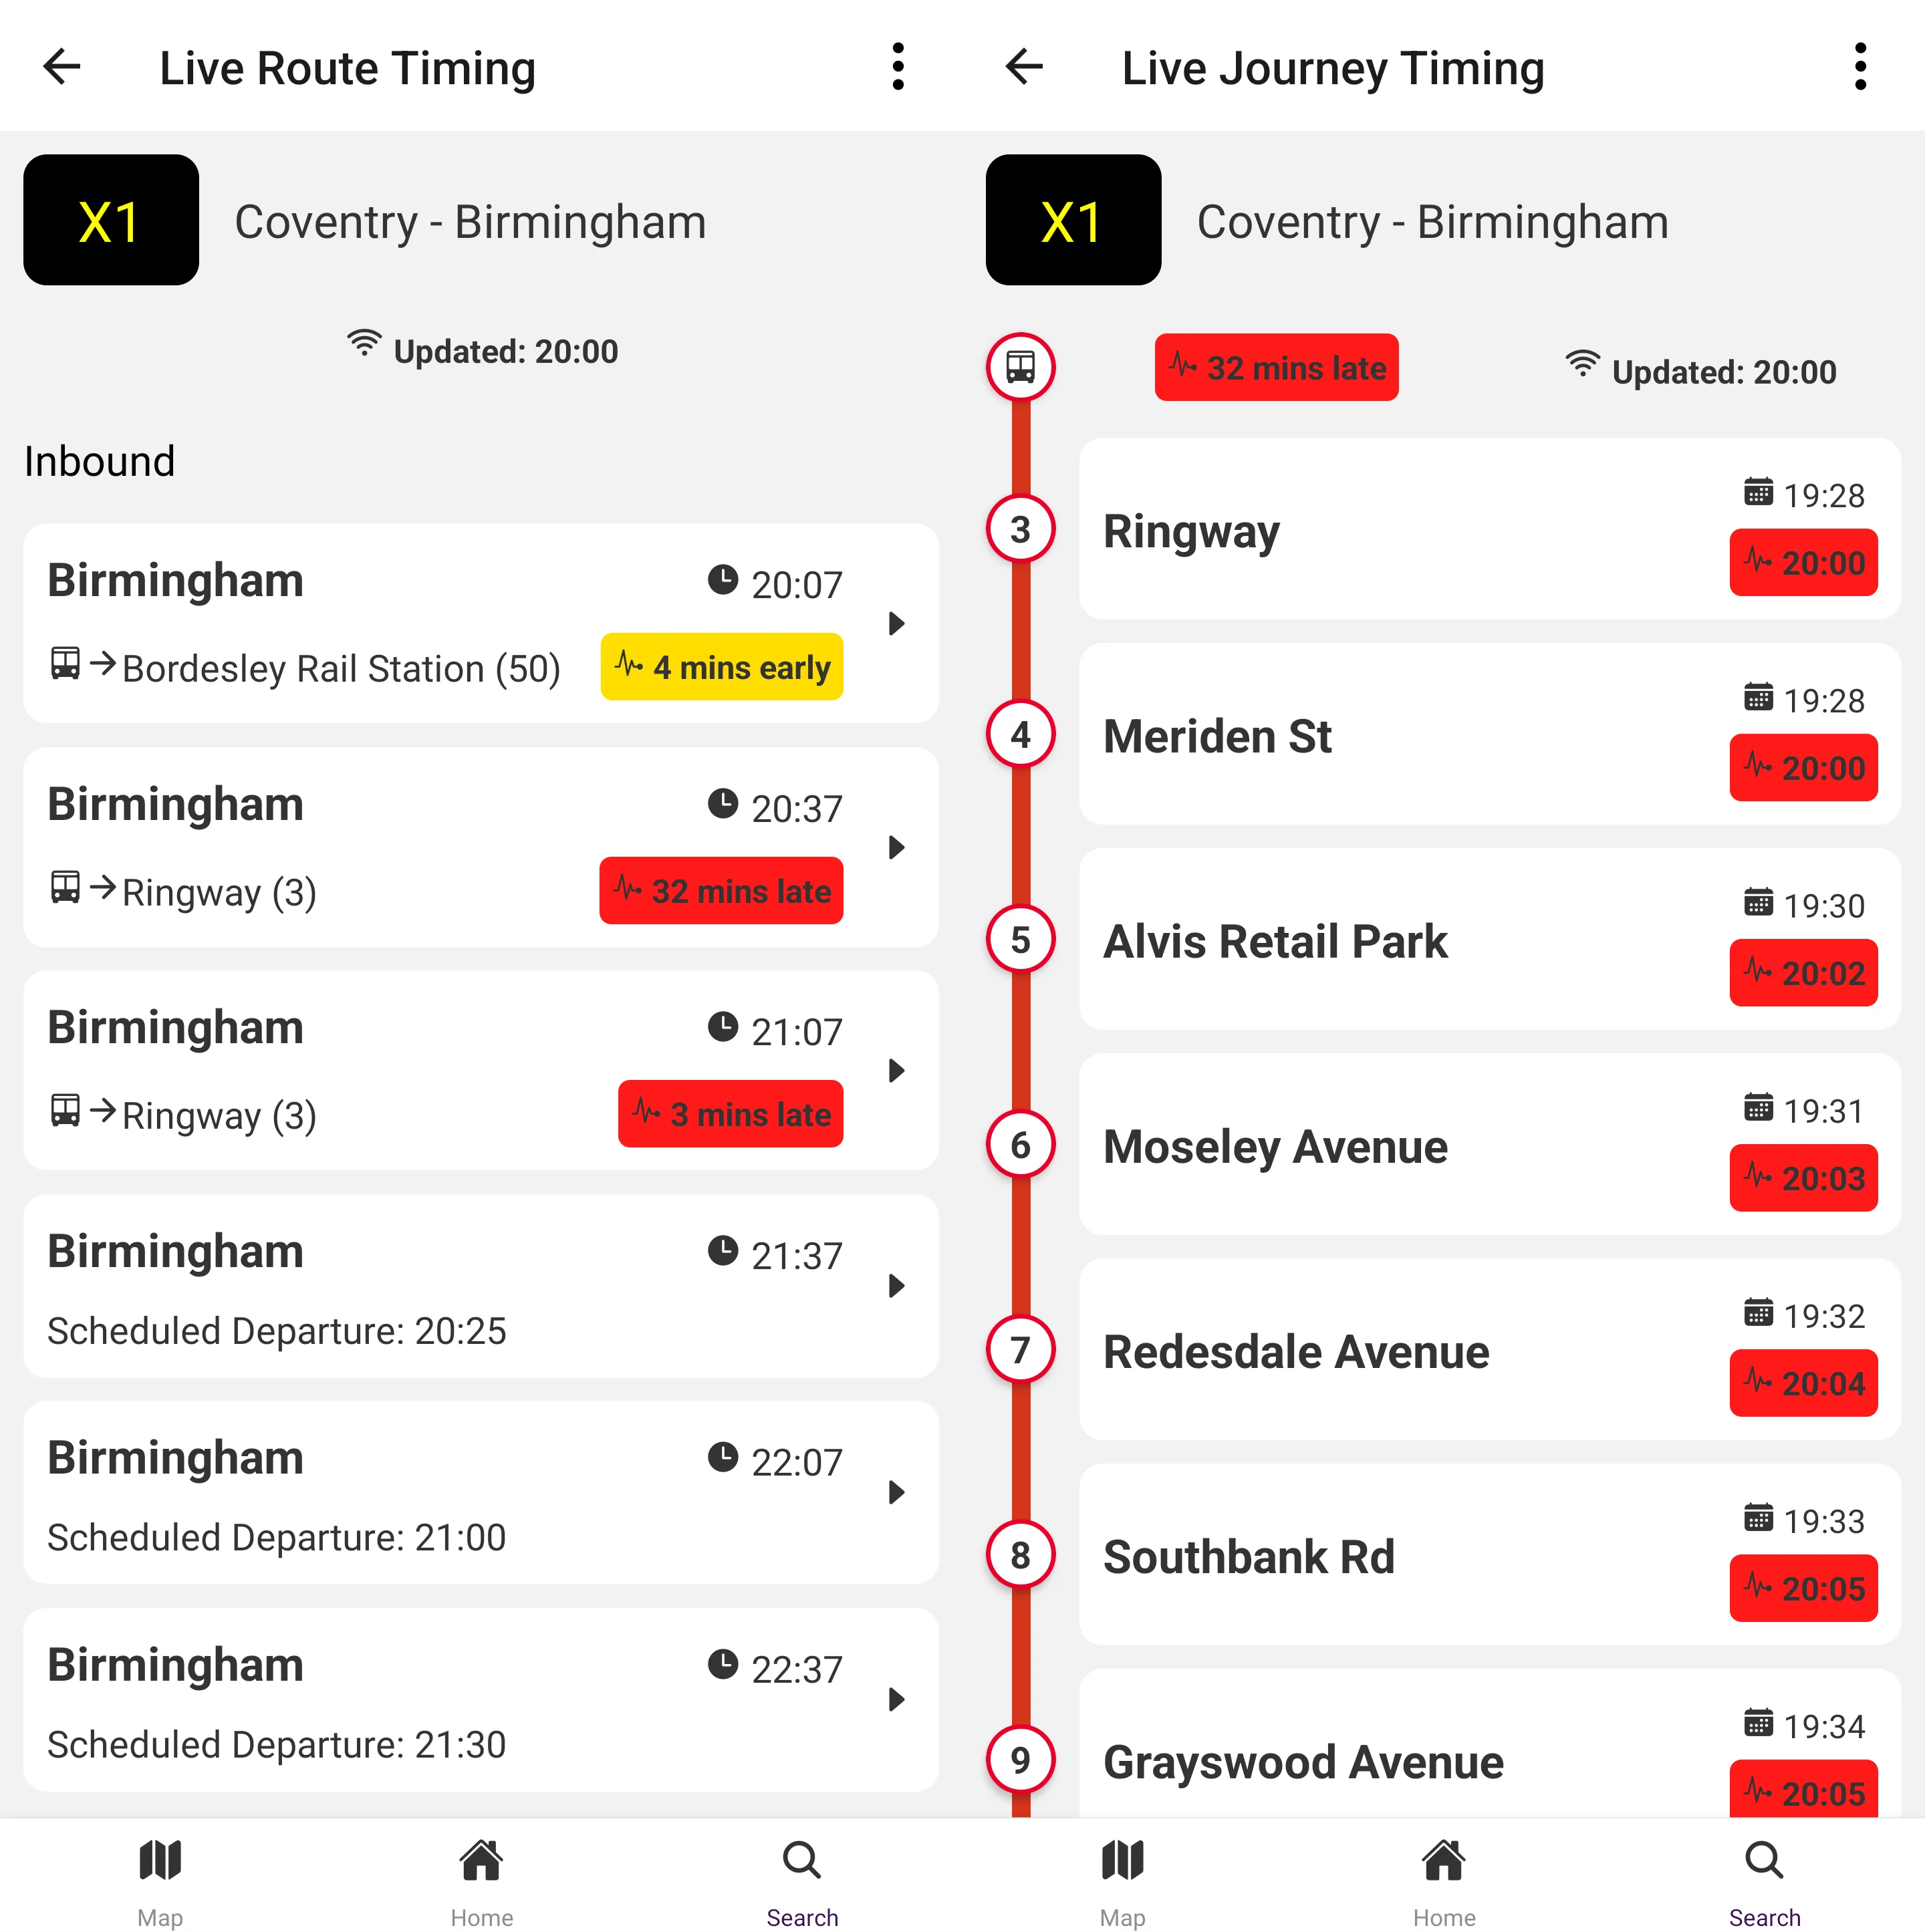 Live Route Timing
X1
Coventry - Birmingham
Updated: 20:00
Inbound
Birmingham
20:07
Bordesley Rail Station (50)
4 mins early
Birmingham
20:37
Ringway (3)
32 mins late
Birmingham
21:07
Ringway (3)
3 mins late
Birmingham
21:37
Scheduled Departure: 20:25
Birmingham
22:07
Scheduled Departure: 21:00
Birmingham
22:37
Scheduled Departure: 21:30
Map
Home
Search
Live Journey Timing
X1
Coventry - Birmingham
32 mins late
Updated: 20:00
3
Ringway
19:28
20:00
4
Meriden St
19:28
20:00
5
Alvis Retail Park
19:30
20:02
6
Moseley Avenue
19:31
20:03
7
Redesdale Avenue
19:32
20:04
8
Southbank Rd
19:33
20:05
9
Grayswood Avenue
19:34
20:05
Map
Home
Search